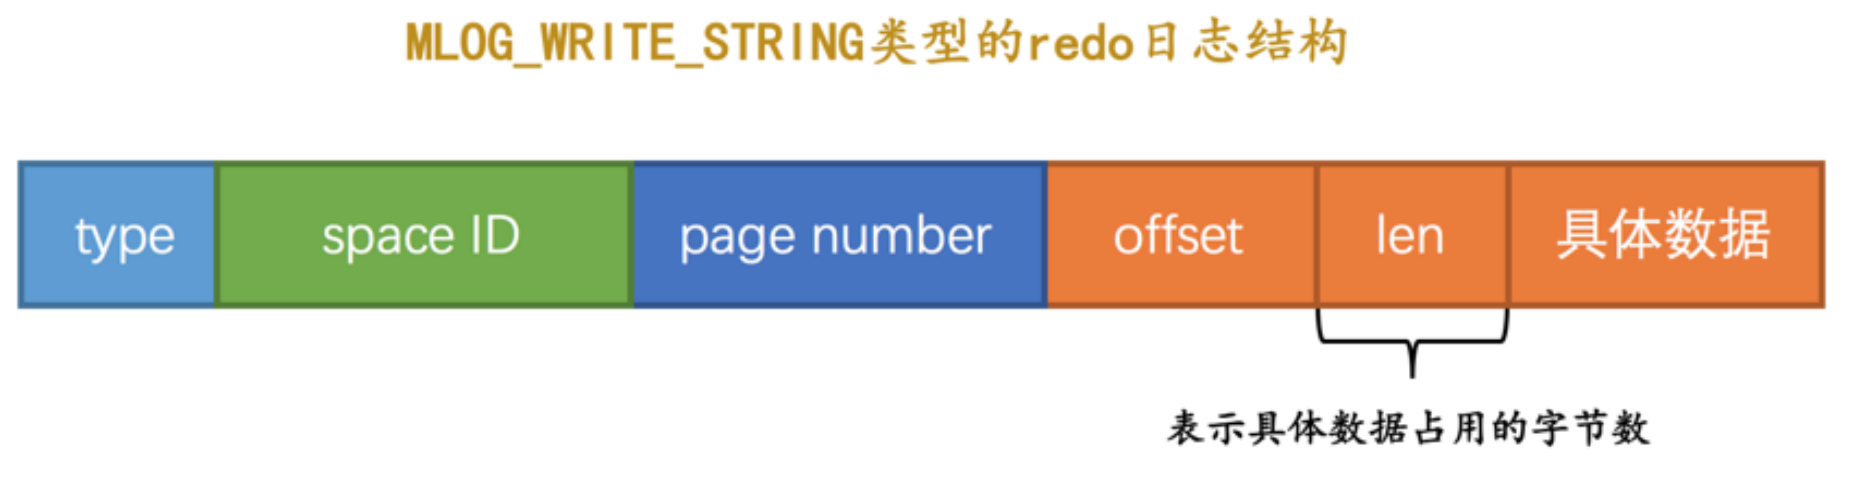 MLOG_WRITE_STRING类型的redo日志结构
type space ID page number offset len 具体数据
表示具体数据占用的字节数